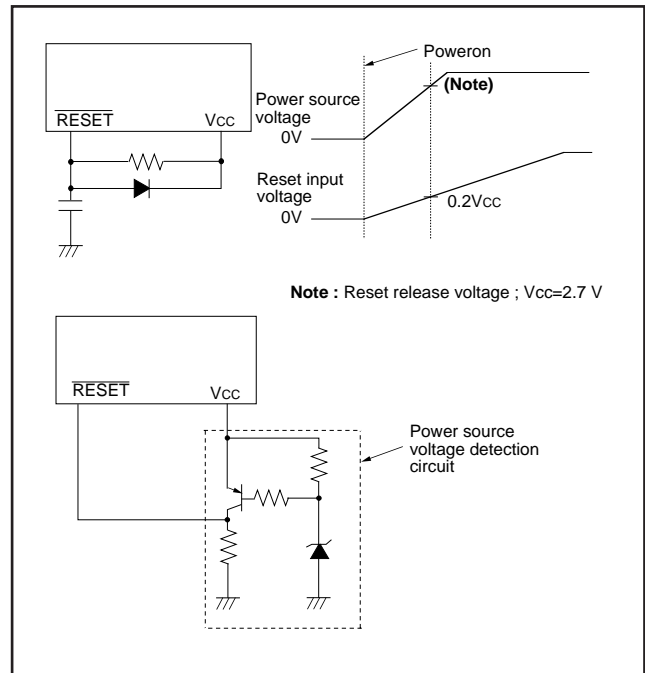 RESET
VCC
Poweron
(Note)
Power source
voltage
0V
Reset input
voltage
0V
0.2VCC
Note : Reset release voltage ; Vcc=2.7 V
RESET
VCC
Power source
voltage detection
circuit